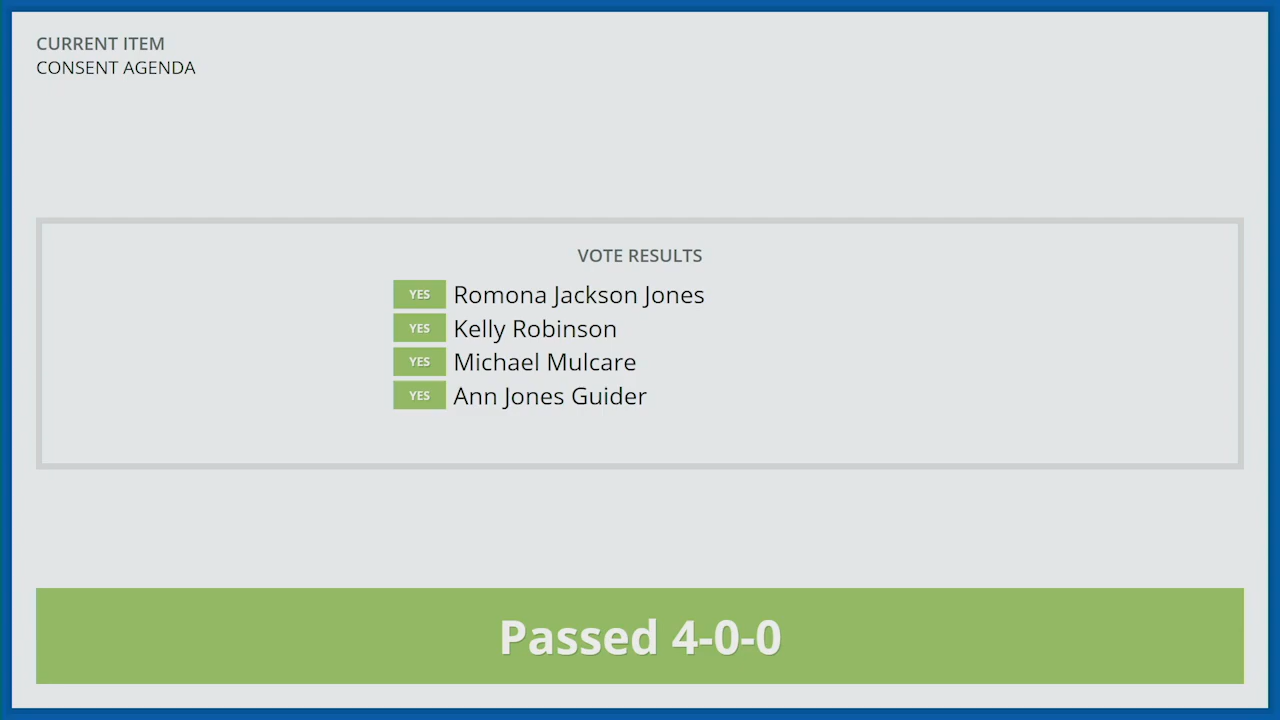 CURRENT ITEM
CONSENT AGENDA
VOTE RESULTS
YES Romona Jackson Jones
YES Kelly Robinson
YES Michael Mulcare
YES Ann Jones Guider
Passed 4-0-0